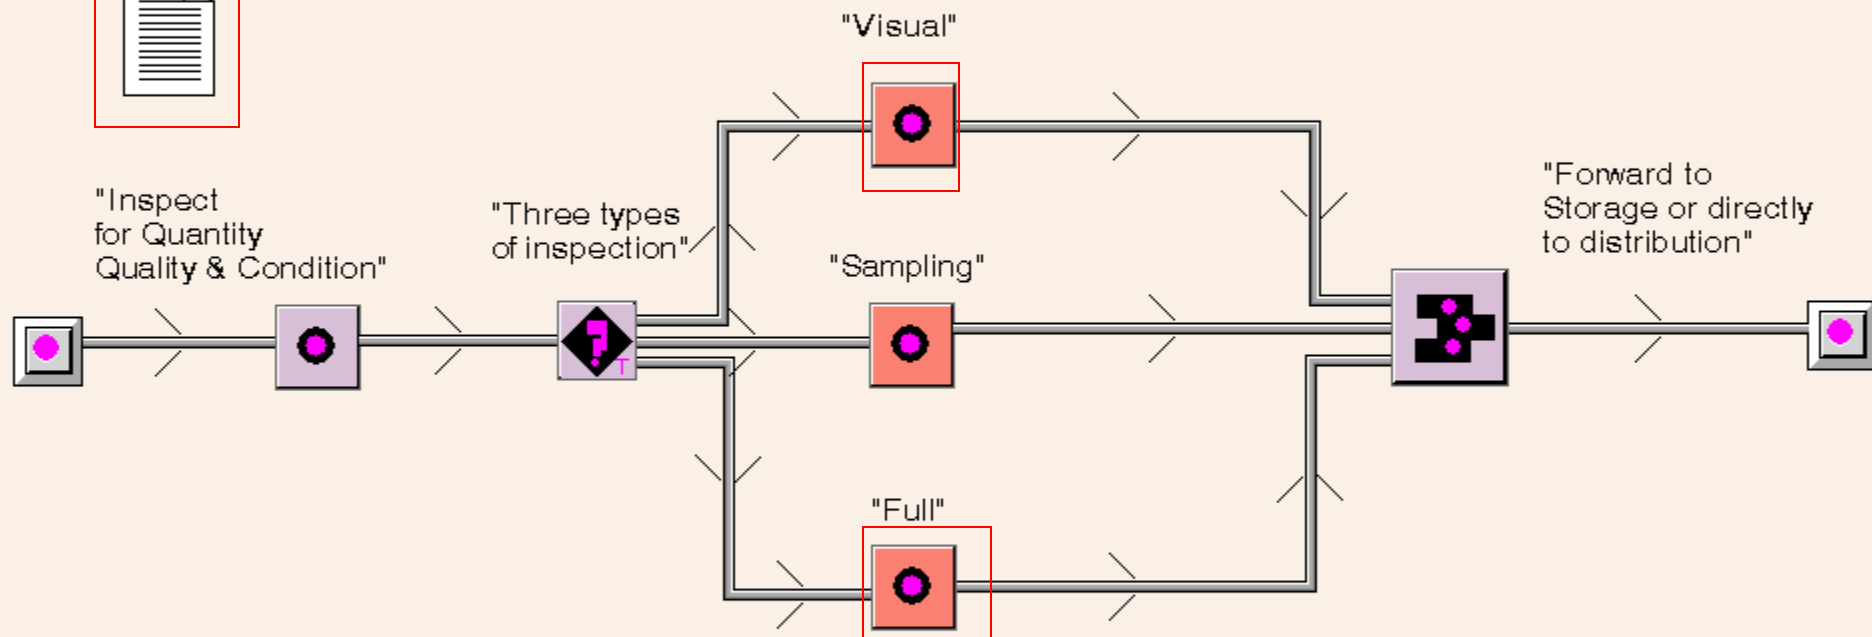 "Visual"
"Inspect
for Quantity
Quality & Condition"
"Three types
of inspection"
"Sampling"
"Forward to
Storage or directly
to distribution"
?
T
"Full"